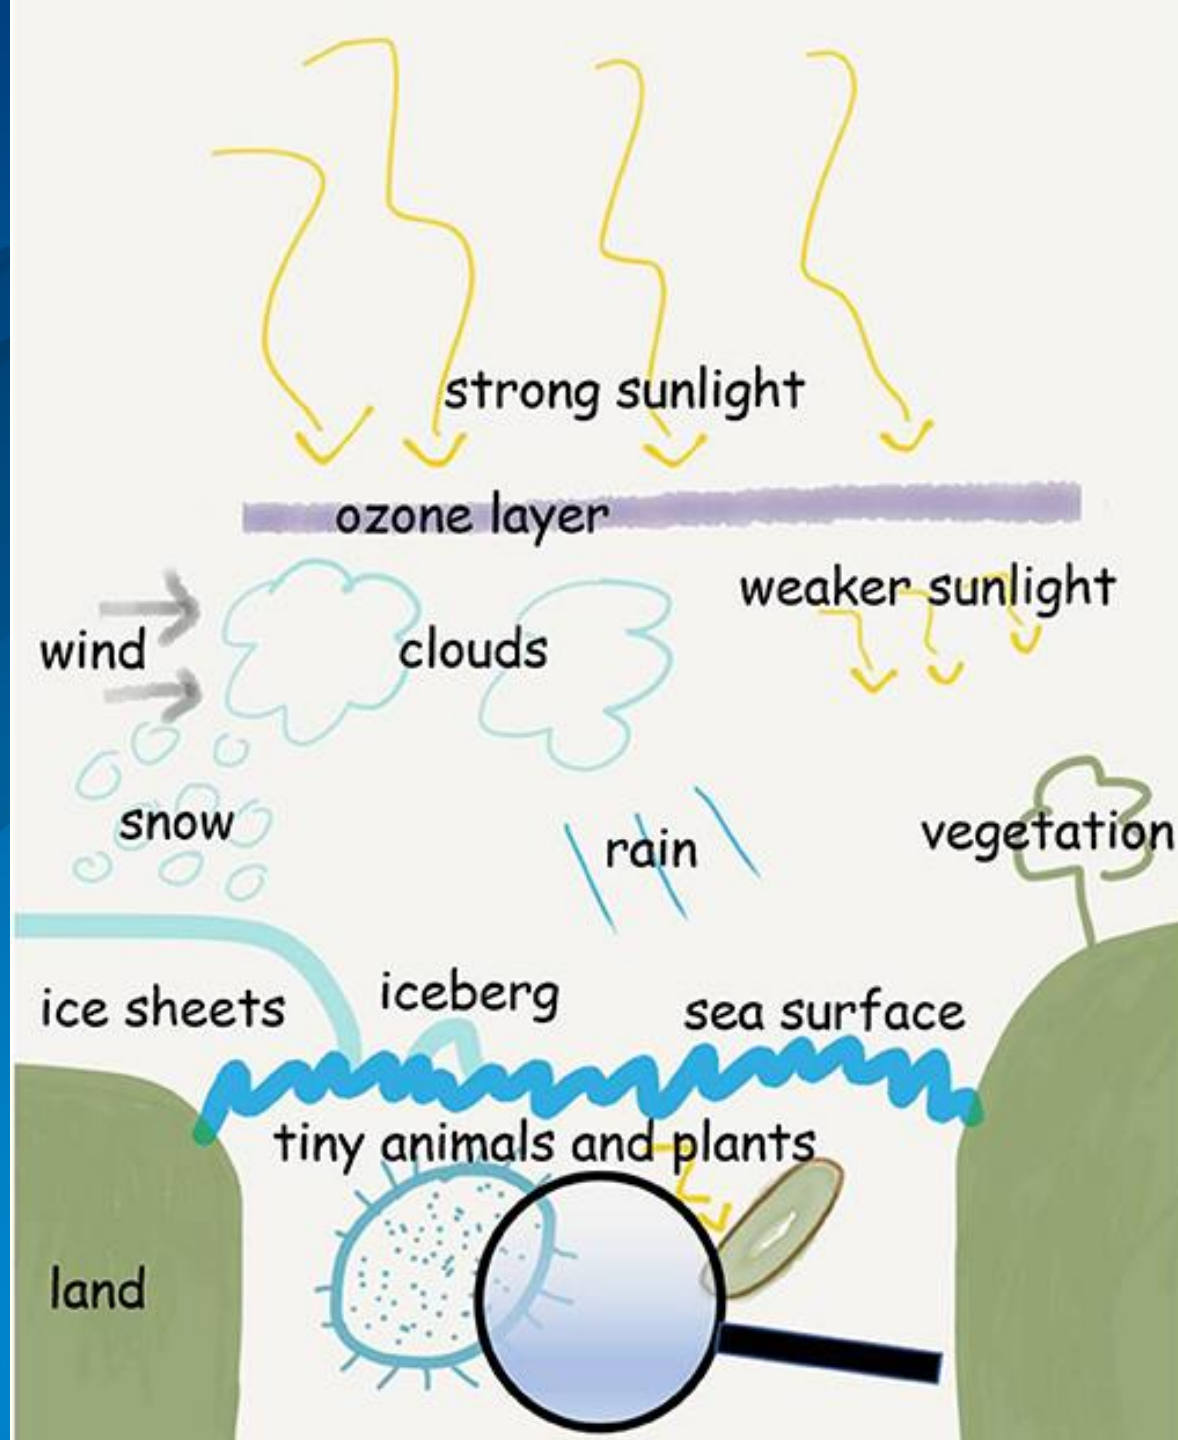 strong sunlight
ozone layer
weaker sunlight
wind
clouds
snow
rain
vegetation
ice sheets
iceberg
sea surface
tiny animals and plants
land